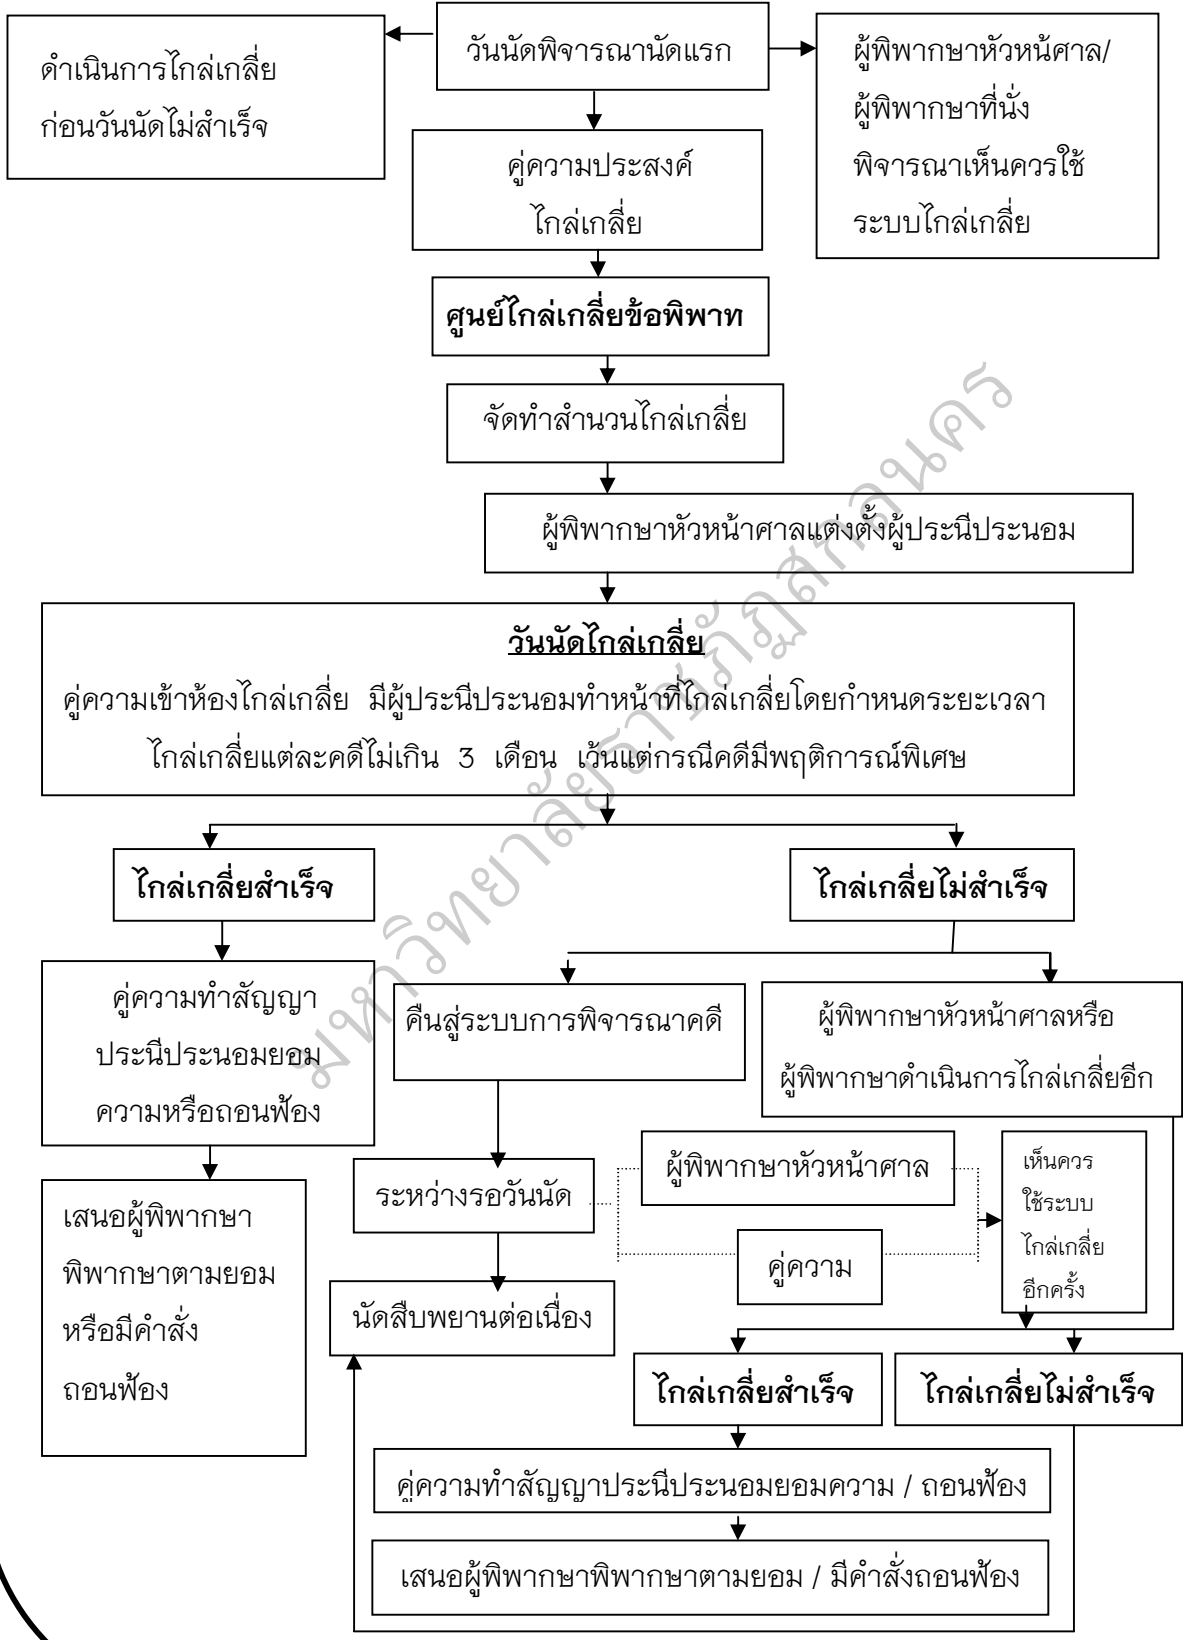 วันนัดพิจารณานัดแรก
ดำเนินการไกล่เกลี่ย
ก่อนวันนัดไม่สำเร็จ
ผู้พิพากษาหัวหน้ศาล/
ผู้พิพากษาที่นั่ง
พิจารณาเห็นควรใช้
ระบบไกล่เกลี่ย
คู่ความประสงค์
ไกล่เกลี่ย
ศูนย์ไกล่เกลี่ยข้อพิพาท
จัดทำสำนวนไกล่เกลี่ย
ผู้พิพากษาหัวหน้าศาลแต่งตั้งผู้ประนีประนอม
วันนัดไกล่เกลี่ย
คู่ความเข้าห้องไกล่เกลี่ย มีผู้ประนีประนอมทำหน้าที่ไกล่เกลี่ยโดยกำหนดระยะเวลา
ไกล่เกลี่ยแต่ละคดีไม่เกิน 3 เดือน เว้นแต่กรณีคดีมีพฤติการณ์พิเศษ
ไกล่เกลี่ยสำเร็จ
ไกล่เกลี่ยไม่สำเร็จ
คู่ความทำสัญญา
ประนีประนอมยอม
ความหรือถอนฟ้อง
คืนสู่ระบบการพิจารณาคดี
ผู้พิพากษาหัวหน้าศาลหรือ
ผู้พิพากษาดำเนินการไกล่เกลี่ยอีก
เสนอผู้พิพากษา
พิพากษาตามยอม
หรือมีคำสั่ง
ถอนฟ้อง
ระหว่างรอวันนัด
ผู้พิพากษาหัวหน้าศาล
คู่ความ
เห็นควร
ใช้ระบบ
ไกล่เกลี่ย
อีกครั้ง
นัดสืบพยานต่อเนื่อง
ไกล่เกลี่ยสำเร็จ
ไกล่เกลี่ยไม่สำเร็จ
คู่ความทำสัญญาประนีประนอมยอมความ / ถอนฟ้อง
เสนอผู้พิพากษาพิพากษาตามยอม / มีคำสั่งถอนฟ้อง
มหาวิทยาลัยราชภัฏสกลนคร